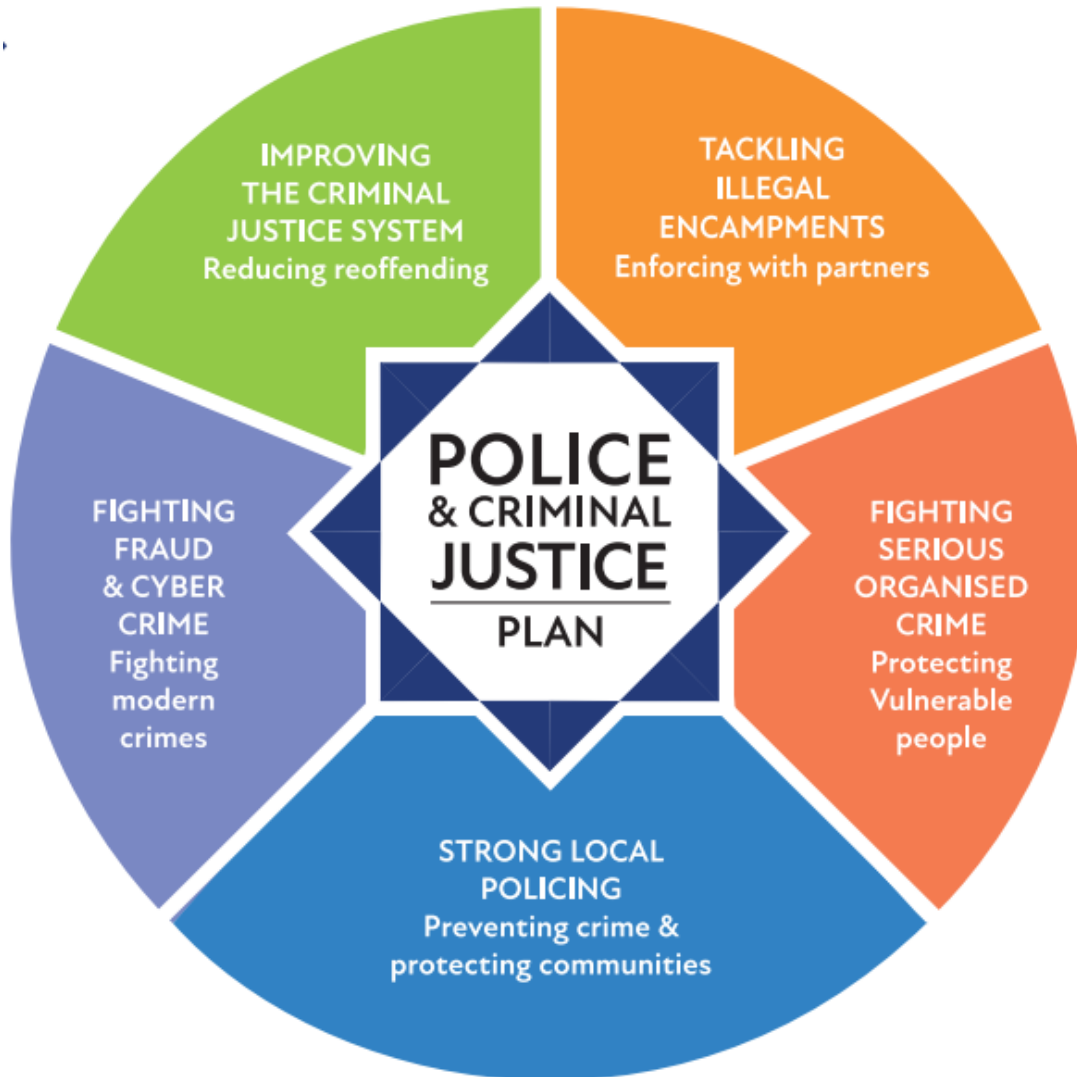 IMPROVING
THE CRIMINAL
JUSTICE SYSTEM
Reducing reoffending
TACKLING
ILLEGAL
ENCAMPMENTS
Enforcing with partners
POLICE
& CRIMINAL
JUSTICE
PLAN
FIGHTING
FRAUD
& CYBER
CRIME
Fighting
modern
crimes
FIGHTING
SERIOUS
ORGANISED
CRIME
Protecting
Vulnerable
people
STRONG LOCAL
POLICING
Preventing crime &
protecting communities